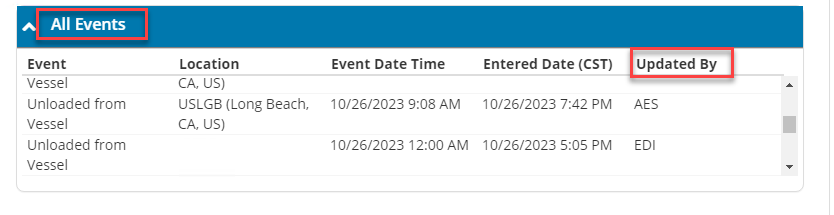 All Events
Event Location Event Date Time Entered Date (CST) Updated By
Vessel CA, US)
Unloaded from USLGB (Long Beach, 10/26/2023 9:08 AM 10/26/2023 7:42 PM AES
Vessel CA, US)
Unloaded from 10/26/2023 12:00 AM 10/26/2023 5:05 PM EDI
Vessel